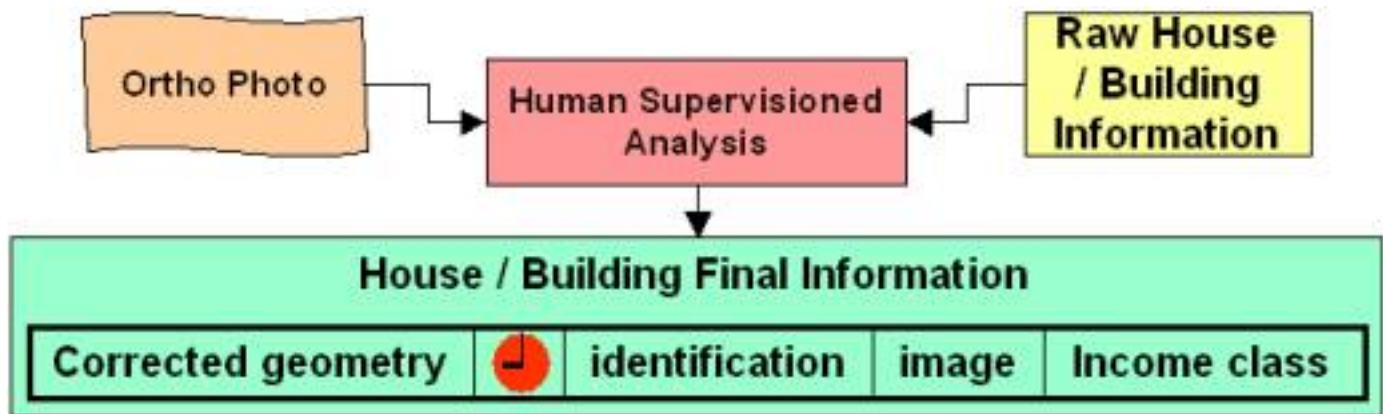 Ortho Photo
Human Supervisioned
Analysis
Raw House
/ Building
Information
House / Building Final Information
Corrected geometry
identification
image
Income class